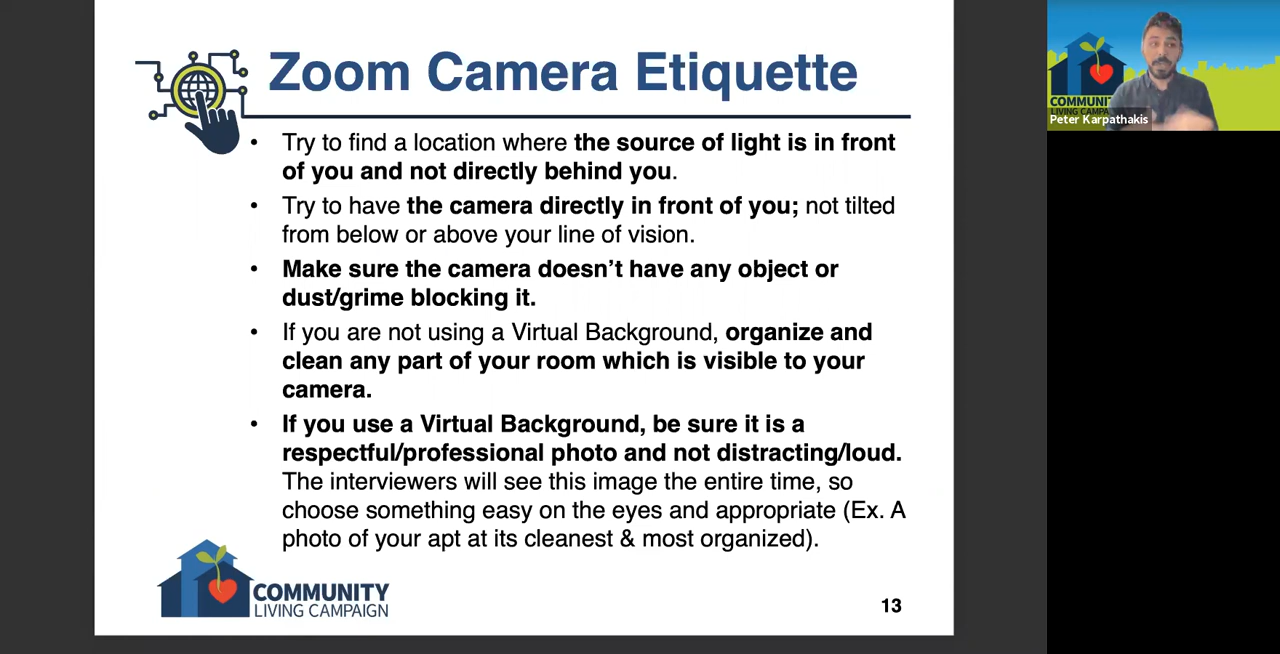 Zoom Camera Etiquette
• Try to find a location where the source of light is in front
of you and not directly behind you.
• Try to have the camera directly in front of you; not tilted
from below or above your line of vision.
• Make sure the camera doesn’t have any object or
dust/grime blocking it.
• If you are not using a Virtual Background, organize and
clean any part of your room which is visible to your
camera.
• If you use a Virtual Background, be sure it is a
respectful/professional photo and not distracting/loud.
The interviewers will see this image the entire time, so
choose something easy on the eyes and appropriate (Ex. A
photo of your apt at its cleanest & most organized).
COMMUNITY
LIVING CAMPAIGN
13
COMMUNI
LIVING CAMPA
Peter Karpathakis